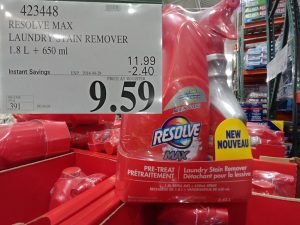 423448
RESOLVE MAX
LAUNDRY STAIN REMOVER
1.8 L + 650 ml
11.99
Instant Savings
-2.40
9.59
391
RESOLVE
MAX
NEW
NOUVEAU
PRE-TREAT
PRÉTRAITEMENT
Laundry Stain Remover
Détachant pour la lessive